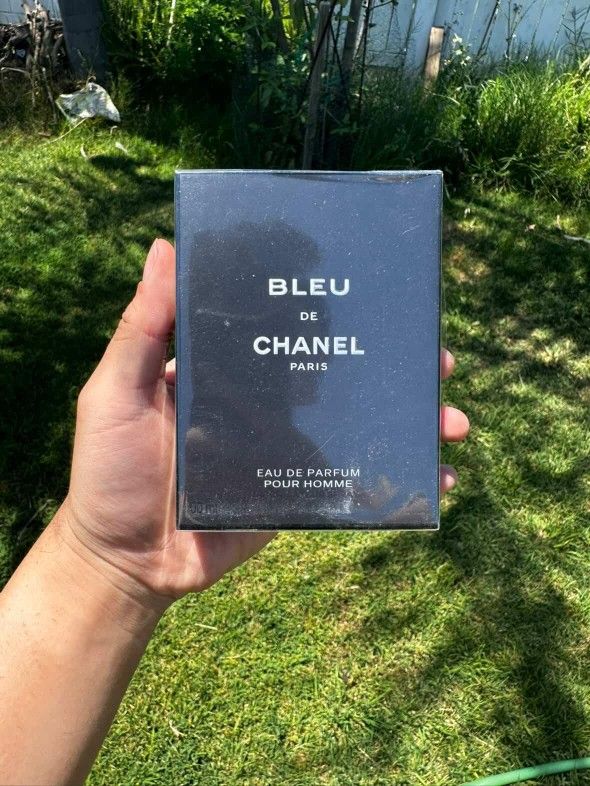 BLEU
DE
CHANEL
PARIS
EAU DE PARFUM
POUR HOMME